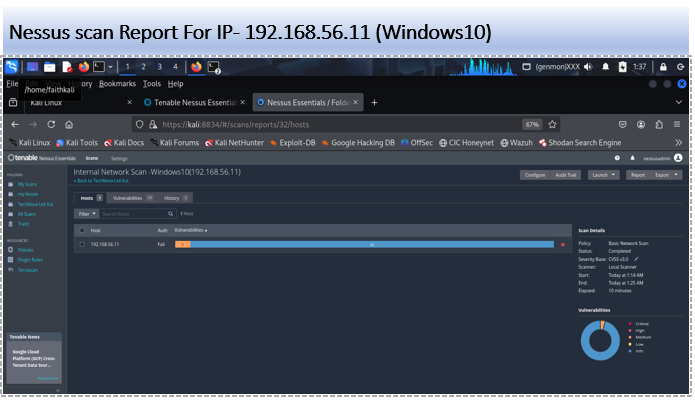 Nessus scan Report For IP- 192.168.56.11 (Windows10)
1 2 3 4 2 (genmon)XXX 1:37
File story Bookmarks Tools Help
/home/faithkali
Kali Linux Tenable Nessus Essential Nessus Essentials / Folde
https://kali:8834/#/scans/reports/32/hosts 67%
Kali Linux Kali Tools Kali Docs Kali Forums Kali NetHunter Exploit-DB Google Hacking DB OffSec CIC Honeynet Wazuh Shodan Search Engine
tenable Nessus Essentials Scans Settings nessusadmin
FOLDERS
My Scans
my house
TechNova Ltd Vul.
All Scans
Trash
RESOURCES
Policies
Plugin Rules
Terrascan
Internal Network Scan -Windows10(192.168.56.11)
Back to TechNova Ltd Vul.
Configure Audit Trail Launch Report Export
Hosts 1 Vulnerabilities History 1
Filter Search Hosts 1 Host
Host Auth Vulnerabilities
192.168.56.11 Fail
Scan Details
Policy: Basic Network Scan
Status: Completed
Severity Base: CVSS v3.0
Scanner: Local Scanner
Start: Today at 1:14 AM
End: Today at 1:25 AM
Elapsed: 10 minutes
Vulnerabilities
Critical
High
Medium
Low
Info
Tenable News
Google Cloud
Platform (GCP) Cross-
Tenant Data Sour...